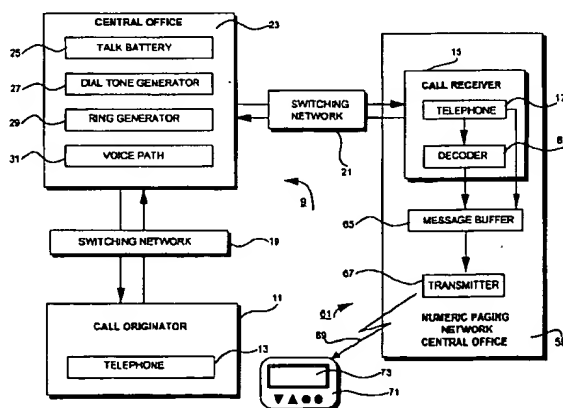 CENTRAL OFFICE
23
25
TALK BATTERY
27
DIAL TONE GENERATOR
29
RING GENERATOR
31
VOICE PATH
SWITCHING NETWORK
21
9
15
CALL RECEIVER
TELEPHONE
DECODER
65
MESSAGE BUFFER
67
TRANSMITTER
61
69
NUMERIC PAGING
NETWORK
CENTRAL OFFICE
SWITCHING NETWORK
19
11
CALL ORIGINATOR
TELEPHONE
13
73
71